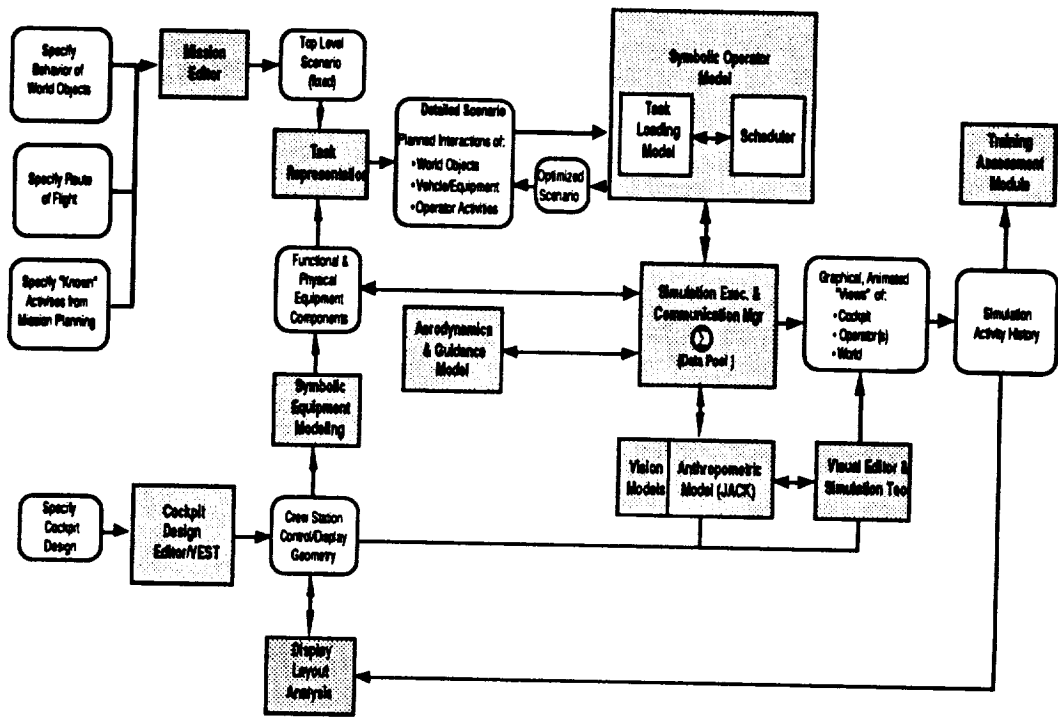 Specify
Behavior of
World Objects
Mission
Editor
Top Level
Scenario
(fixed)
Symbolic Operator
Model
Task
Loading
Model
Scheduler
Detailed Scenario
Planned Interactions of:
• World Objects
• Vehicle/Equipment
• Operator Activities
Optimized
Scenario
Training
Assessment
Module
Specify Route
of Flight
Task
Representation
Specify "Known"
Activities from
Mission Planning
Functional &
Physical
Equipment
Components
Aerodynamics
& Guidance
Model
Simulation Exec. &
Communication Mgr
Σ
(Data Pool )
Graphical, Animated
"Views" of:
• Cockpit
• Operator(s)
• World
Simulation
Activity History
Symbolic
Equipment
Modeling
Vision
Models
Anthropometric
Model (JACK)
Visual Editor &
Simulation Tool
Specify
Cockpit
Design
Cockpit
Design
Editor/VEST
Crew Station
Control/Display
Geometry
Display
Layout
Analysis